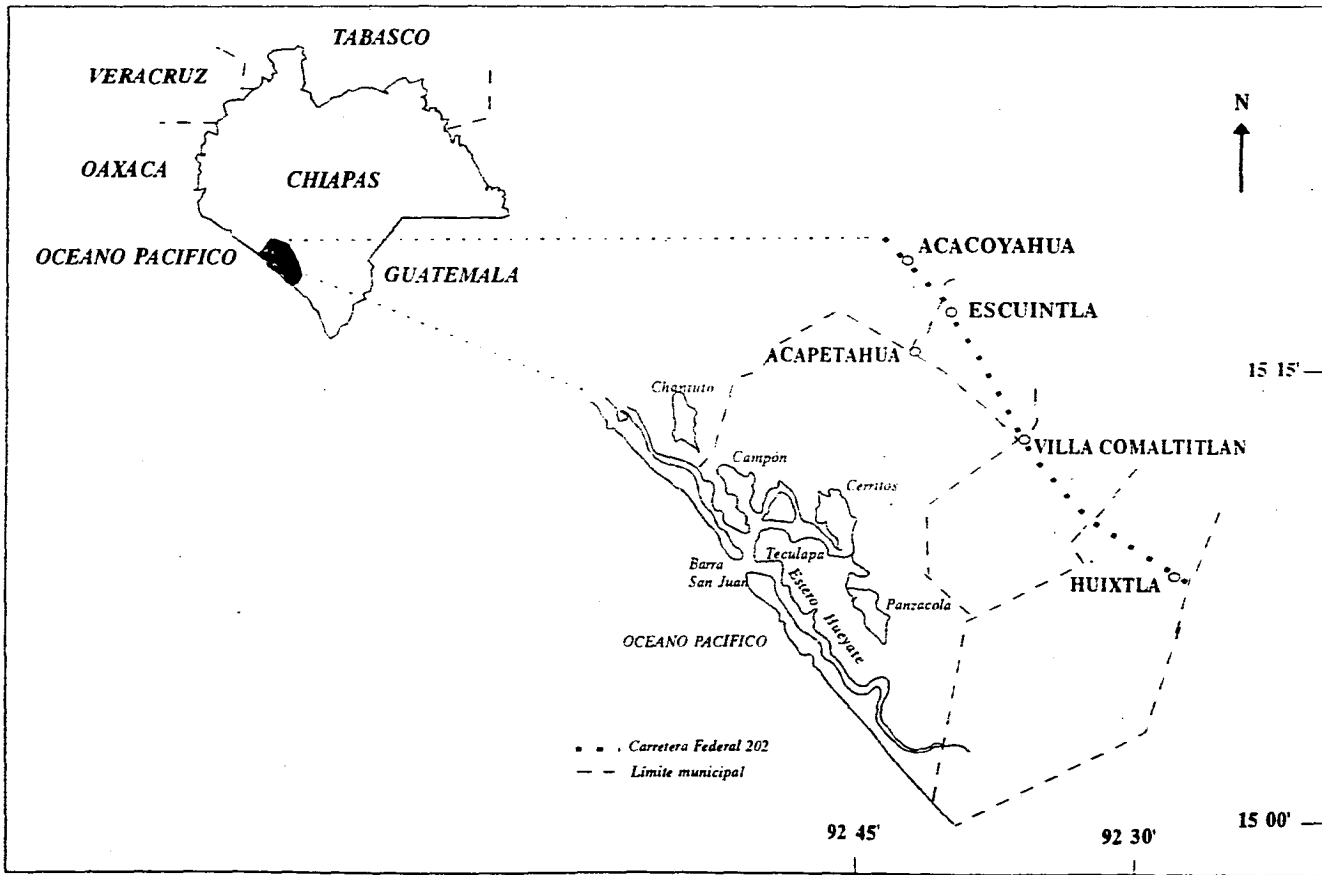 TABASCO
VERACRUZ
OAXACA
CHIAPAS
OCEANO PACIFICO
GUATEMALA
N
ACACOYAHUA
ESCUINTLA
ACAPETAHUA
15 15'
Chantuto
VILLA COMALTITLAN
Campón
Cerritos
Teculapa
Barra
San Juan
Estero Hueyate
HUIXTLA
Panzacola
OCEANO PACIFICO
Carretera Federal 202
Límite municipal
92 45'
92 30'
15 00'